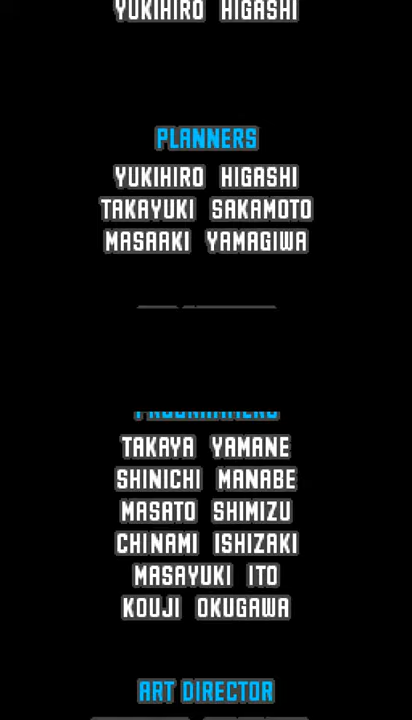 YUKIHIRO HIGASHI
PLANNERS
YUKIHIRO HIGASHI
TAKAYUKI SAKAMOTO
MASAAKI YAMAGIWA
PROGRAMMERS
TAKAYA YAMANE
SHINICHI MANABE
MASATO SHIMIZU
CHINAMI ISHIZAKI
MASAYUKI ITO
KOUJI OKUGAWA
ART DIRECTOR